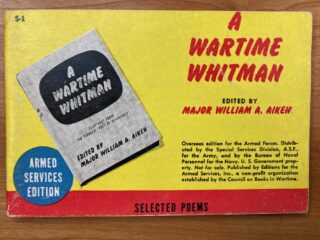 S-1
A
WARTIME
WHITMAN
EDITED BY
MAJOR WILLIAM A. AIKEN
A
WARTIME
WHITMAN
EDITED BY
MAJOR WILLIAM A. AIKEN
ARMED
SERVICES
EDITION
Overseas edition for the Armed Forces. Distrib-
uted by the Special Services Division, A.S.F.,
for the Army, and by the Bureau of Naval
Personnel for the Navy. U. S. Government prop-
erty. Not for sale. Published by Editions for the
Armed Services, Inc., a non-profit organization
established by the Council on Books in Wartime.
SELECTED POEMS